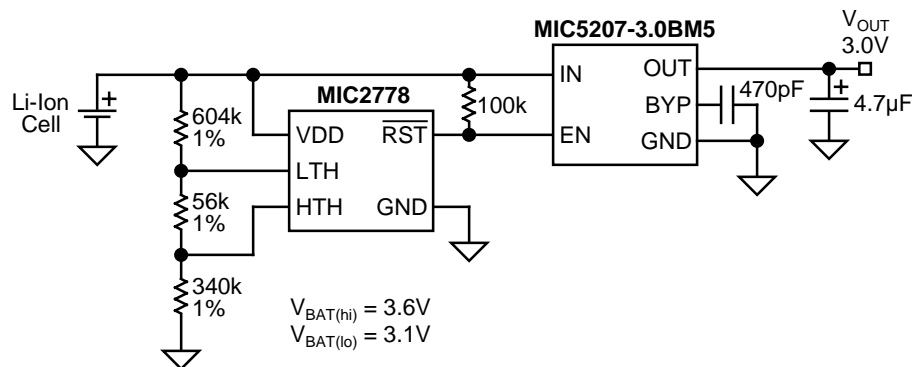 MIC5207-3.0BM5
VOUT
3.0V
IN
OUT
470pF
MIC2778
Li-Ion
Cell
+
604k
1%
100k
BYP
+
4.7µF
VDD
RST
EN
GND
LTH
56k
1%
HTH
GND
340k
1%
VBAT(hi) = 3.6V
VBAT(lo) = 3.1V